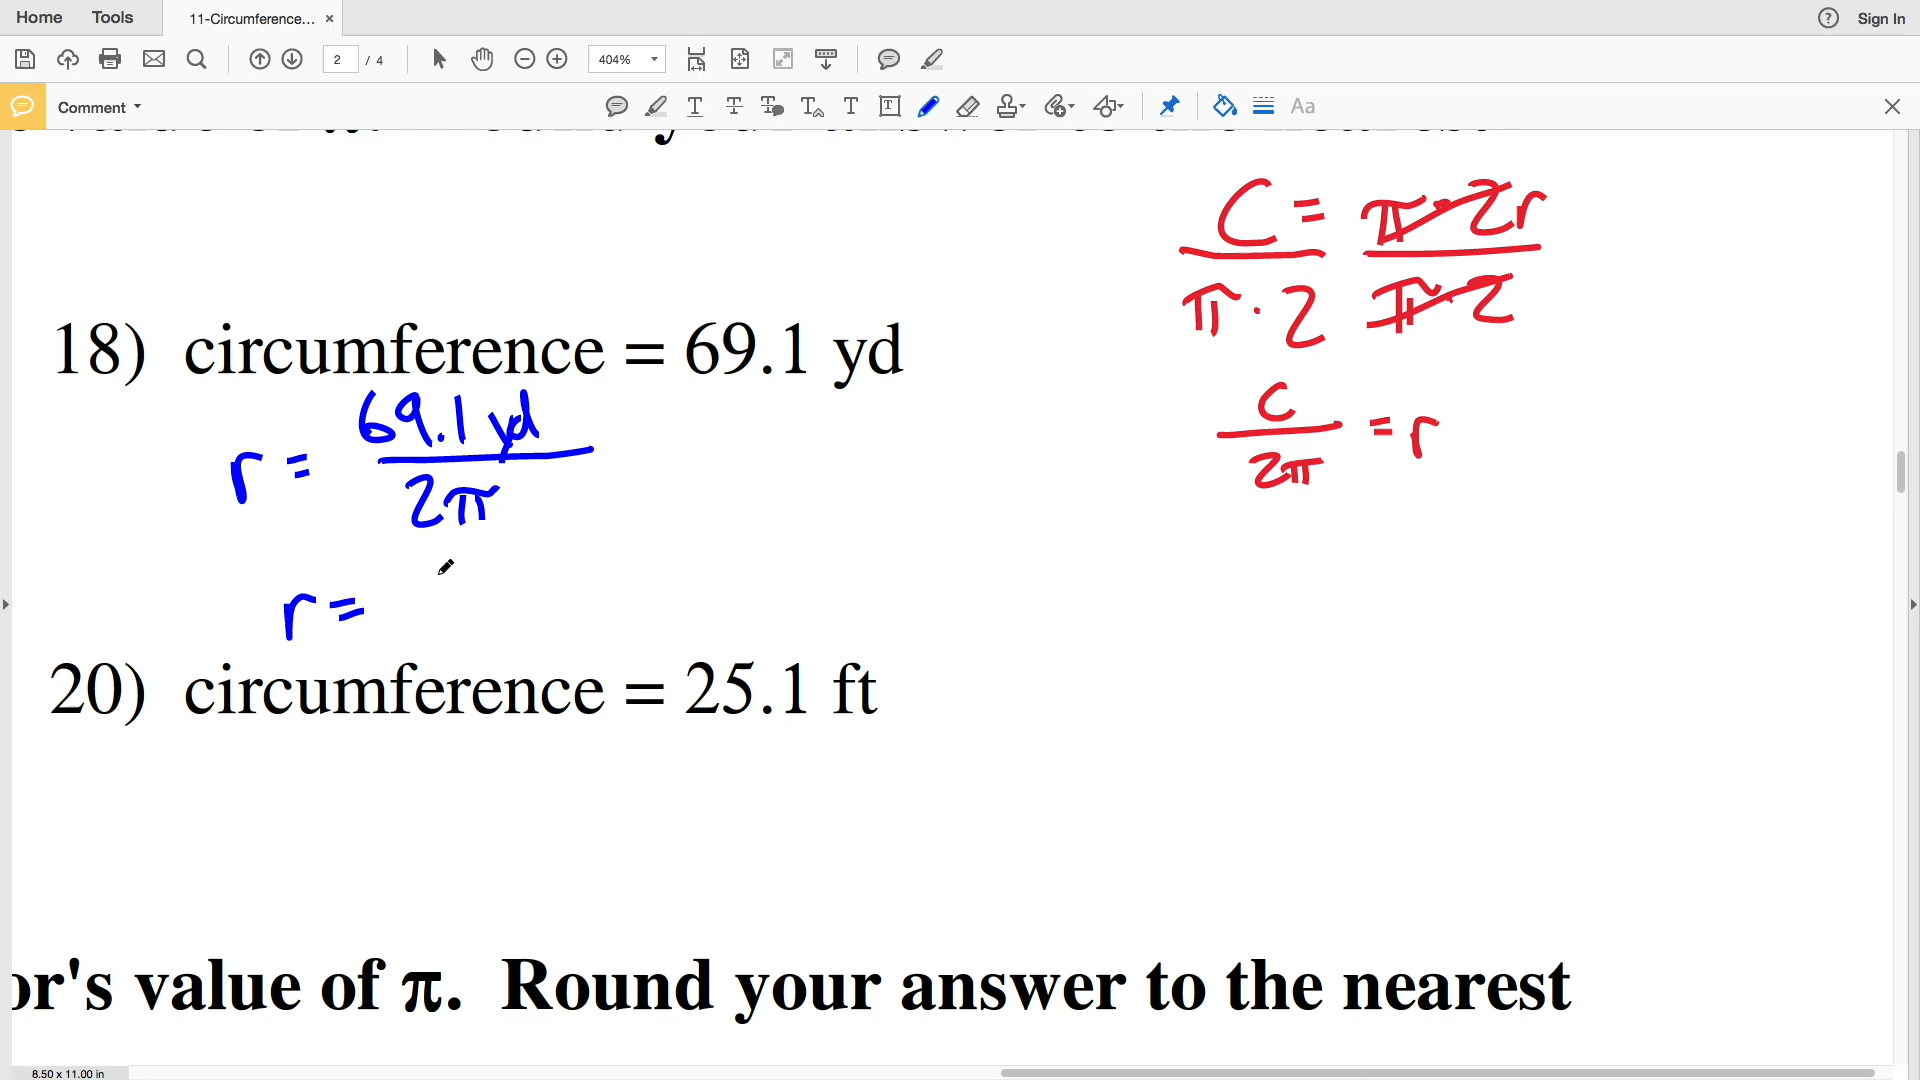 Home Tools 11-Circumference... × ? Sign In
2 / 4 404%
Comment Aa
C = π · 2r
π · 2 π · 2
18) circumference = 69.1 yd
C
2π = r
r = 69.1 yd
2π
r =
20) circumference = 25.1 ft
or's value of π. Round your answer to the nearest
8.50 x 11.00 in